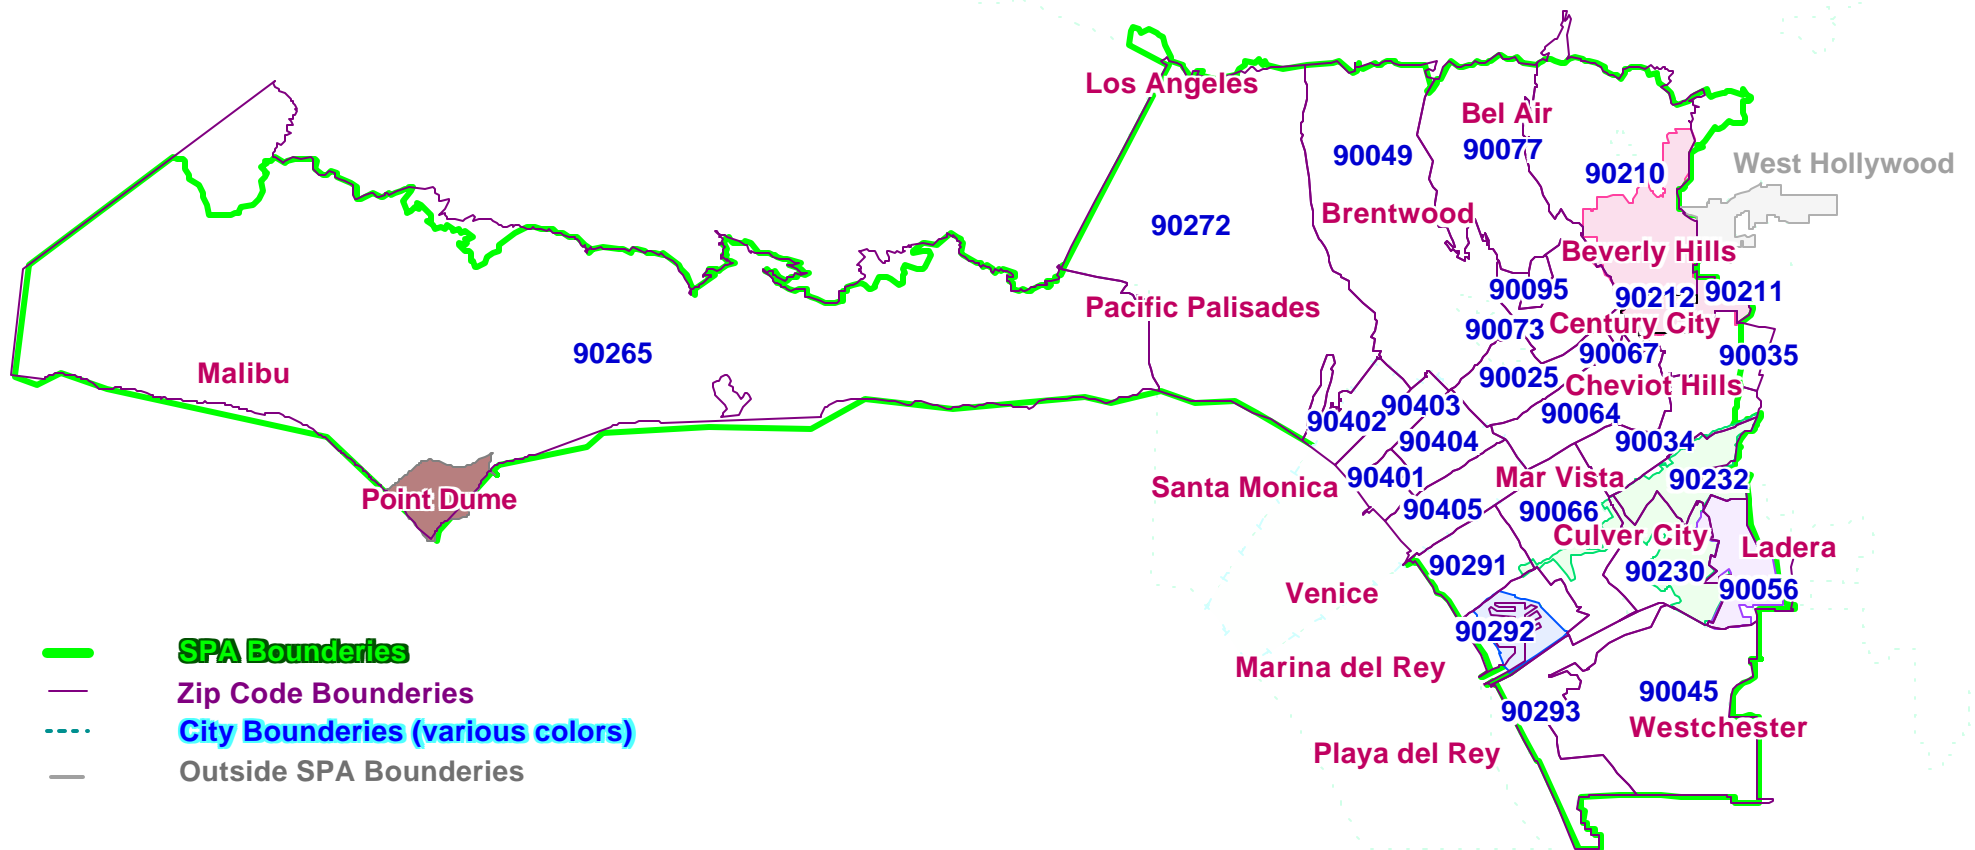 Los Angeles
Bel Air
90049
90077
90210
West Hollywood
Brentwood
90272
Beverly Hills
90095
90212
90211
Pacific Palisades
90073
Century City
90265
90067
90035
Malibu
90025
Cheviot Hills
90403
90402
90064
90404
90034
90401
Mar Vista
90232
Santa Monica
Point Dume
90405
90066
Culver City
Ladera
90291
90230
90056
Venice
90292
Marina del Rey
90045
90293
Westchester
Playa del Rey
SPA Bounderies
Zip Code Bounderies
City Bounderies (various colors)
Outside SPA Bounderies